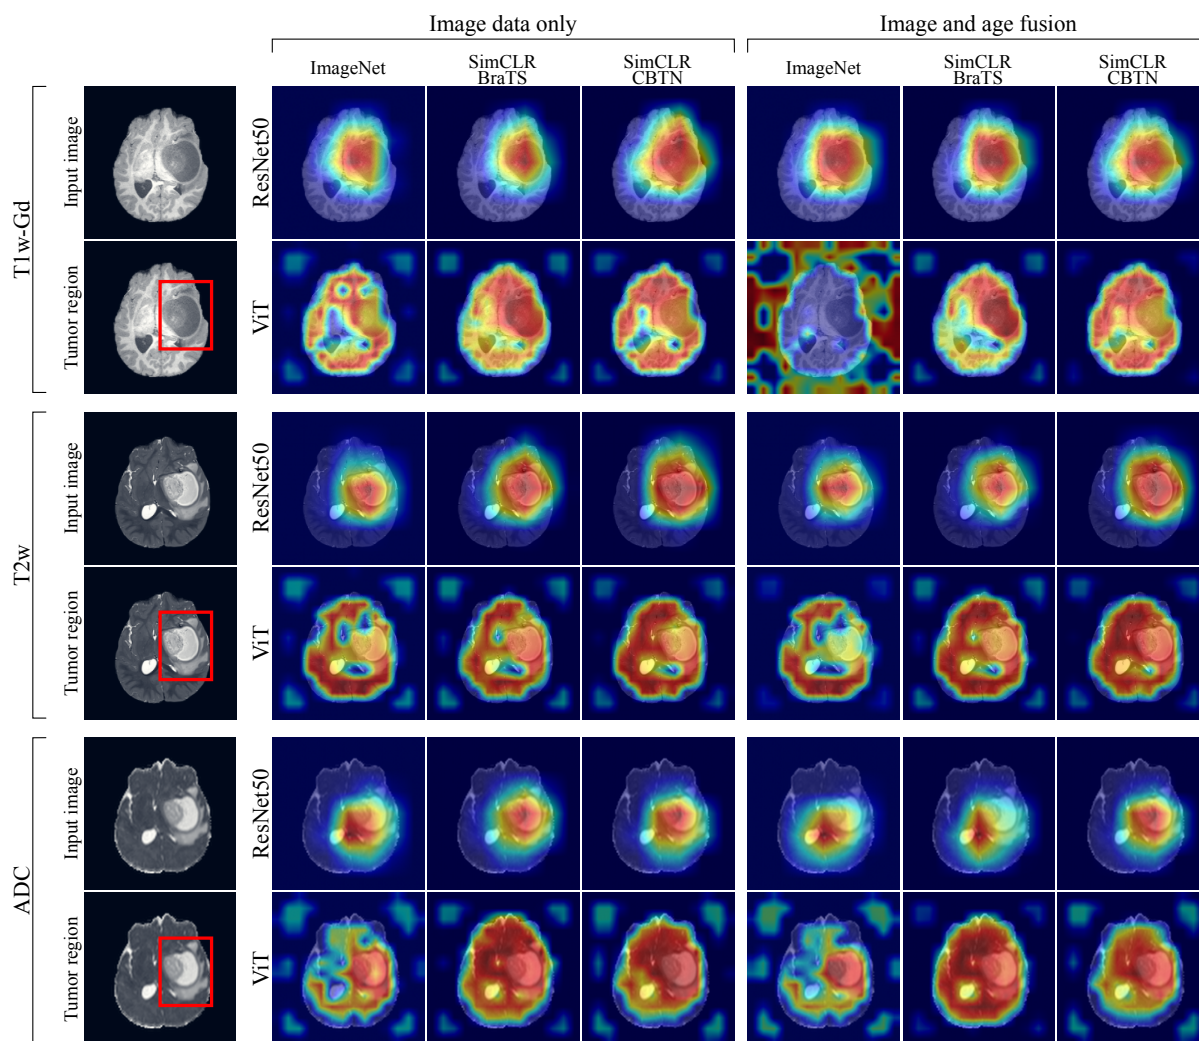 Image data only
Image and age fusion
ImageNet
SimCLR
BraTS
SimCLR
CBTN
ImageNet
SimCLR
BraTS
SimCLR
CBTN
T1w-Gd
Input image
ResNet50
Tumor region
ViT
T2w
Input image
ResNet50
Tumor region
ViT
ADC
Input image
ResNet50
Tumor region
ViT